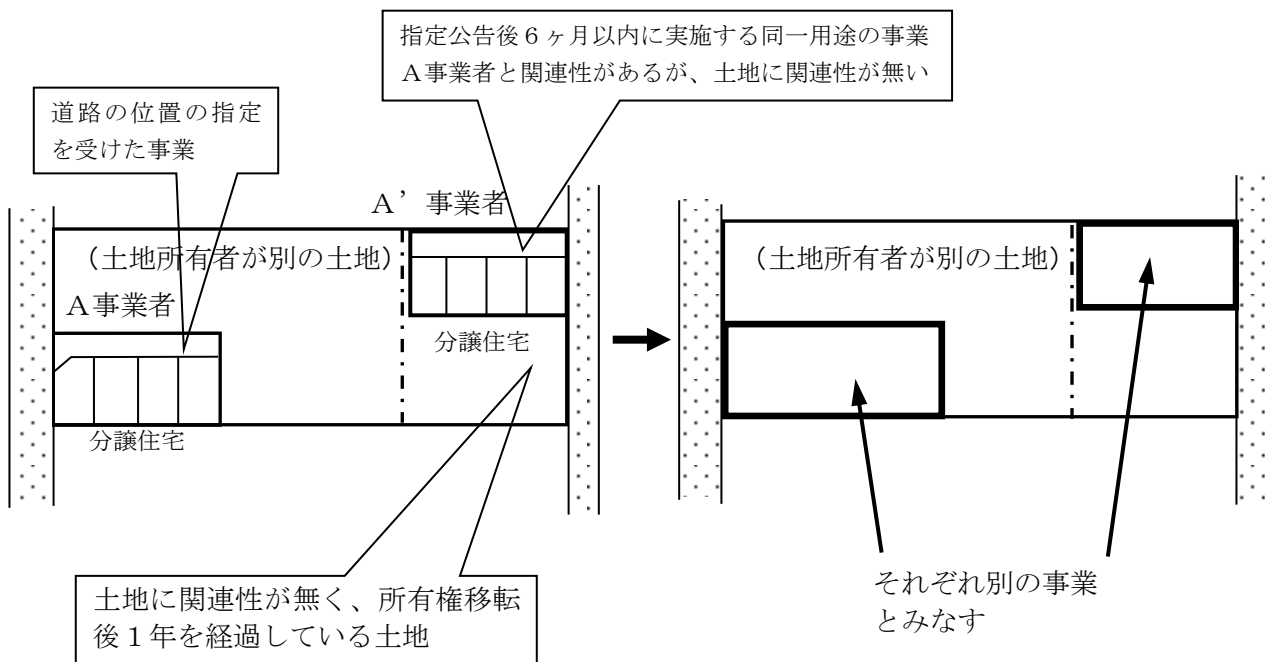 指定公告後６ヶ月以内に実施する同一用途の事業
Ａ事業者と関連性があるが、土地に関連性が無い
道路の位置の指定
を受けた事業
Ａ’事業者
（土地所有者が別の土地）
Ａ事業者
分譲住宅
分譲住宅
土地に関連性が無く、所有権移転
後１年を経過している土地
（土地所有者が別の土地）
それぞれ別の事業
とみなす